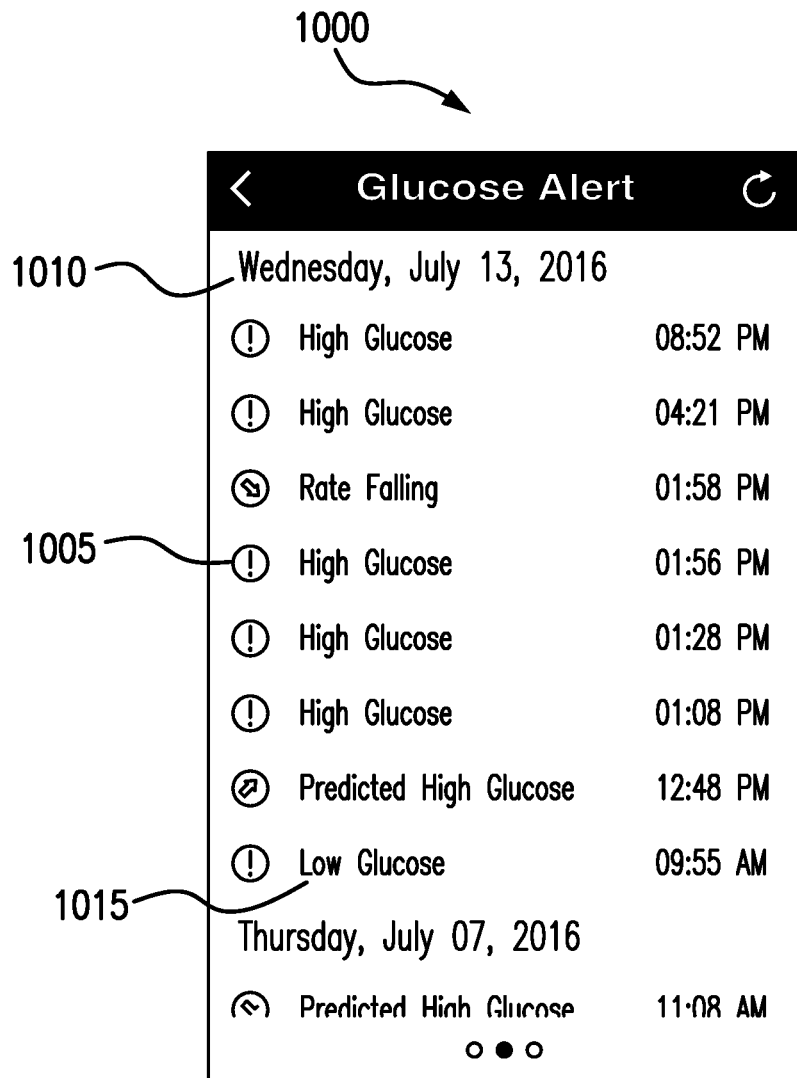 1000
Glucose Alert
1010
Wednesday, July 13, 2016
High Glucose 08:52 PM
High Glucose 04:21 PM
Rate Falling 01:58 PM
1005
High Glucose 01:56 PM
High Glucose 01:28 PM
High Glucose 01:08 PM
Predicted High Glucose 12:48 PM
Low Glucose 09:55 AM
1015
Thursday, July 07, 2016
Predicted High Glucose 11:08 AM